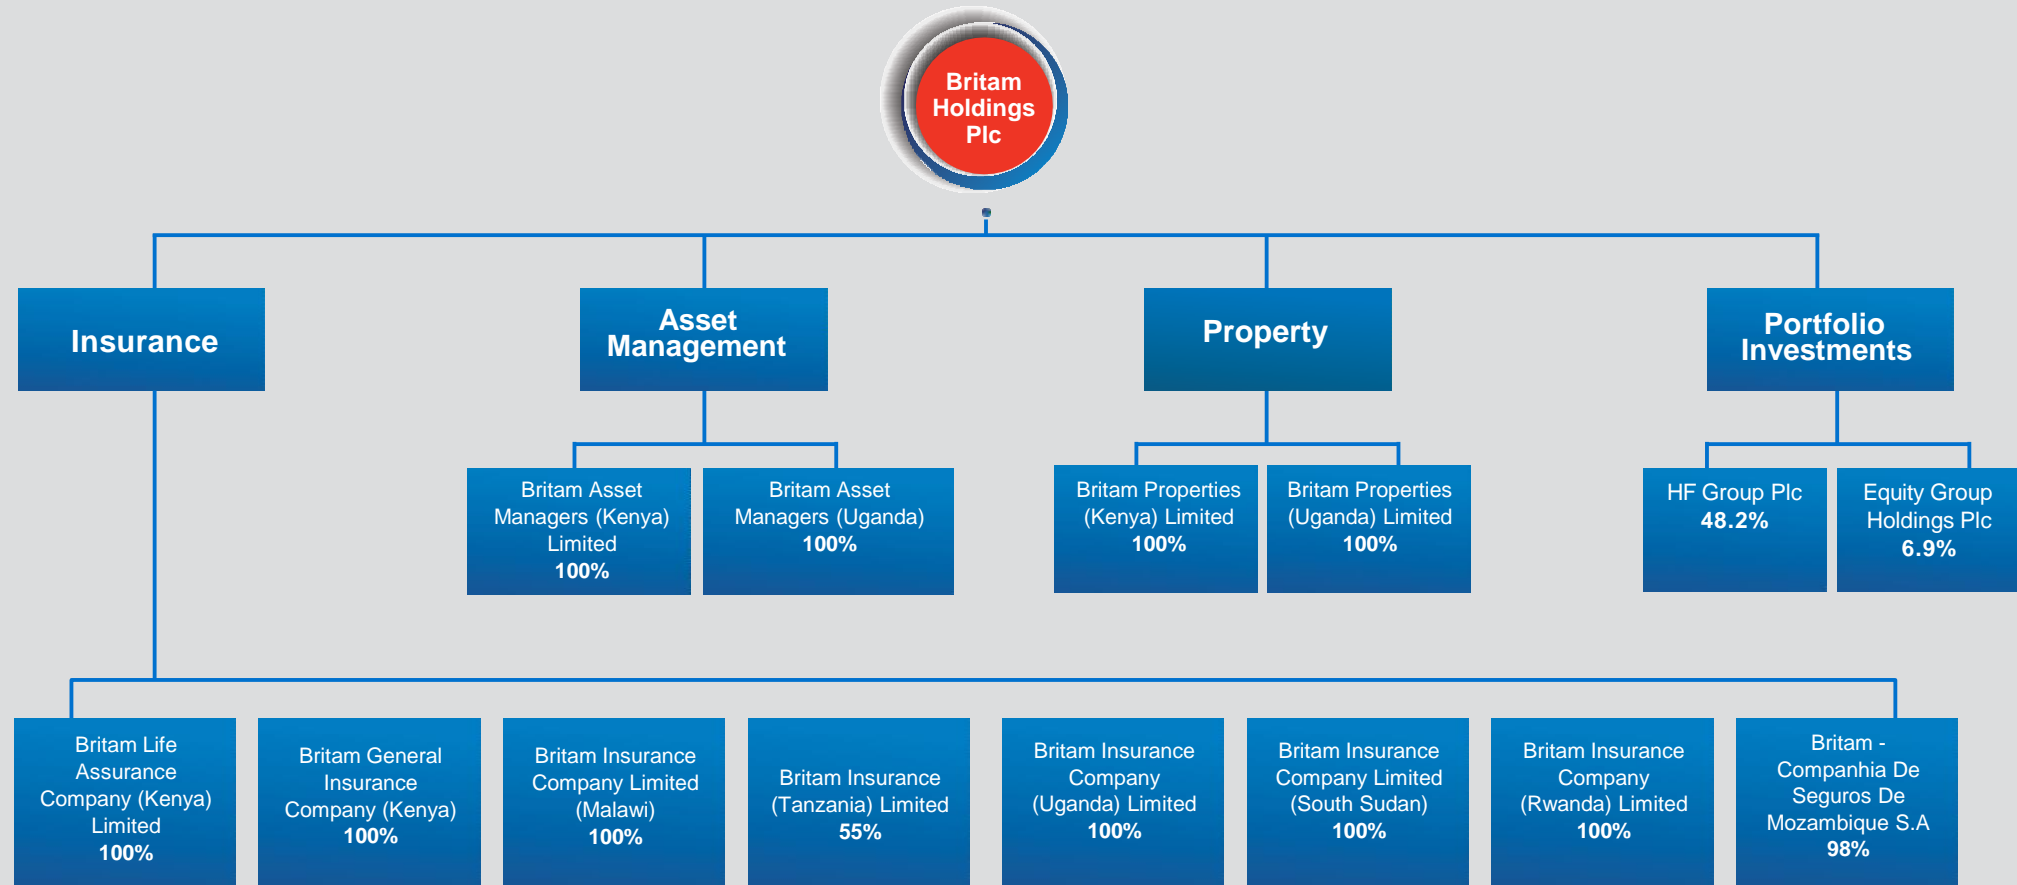 Britam
Holdings
Plc
Insurance
Asset
Management
Property
Portfolio
Investments
Britam Asset
Managers (Kenya)
Limited
100%
Britam Asset
Managers (Uganda)
100%
Britam Properties
(Kenya) Limited
100%
Britam Properties
(Uganda) Limited
100%
HF Group Plc
48.2%
Equity Group
Holdings Plc
6.9%
Britam Life
Assurance
Company (Kenya)
Limited
100%
Britam General
Insurance
Company (Kenya)
100%
Britam Insurance
Company Limited
(Malawi)
100%
Britam Insurance
(Tanzania) Limited
55%
Britam Insurance
Company
(Uganda) Limited
100%
Britam Insurance
Company Limited
(South Sudan)
100%
Britam Insurance
Company
(Rwanda) Limited
100%
Britam -
Companhia De
Seguros De
Mozambique S.A
98%